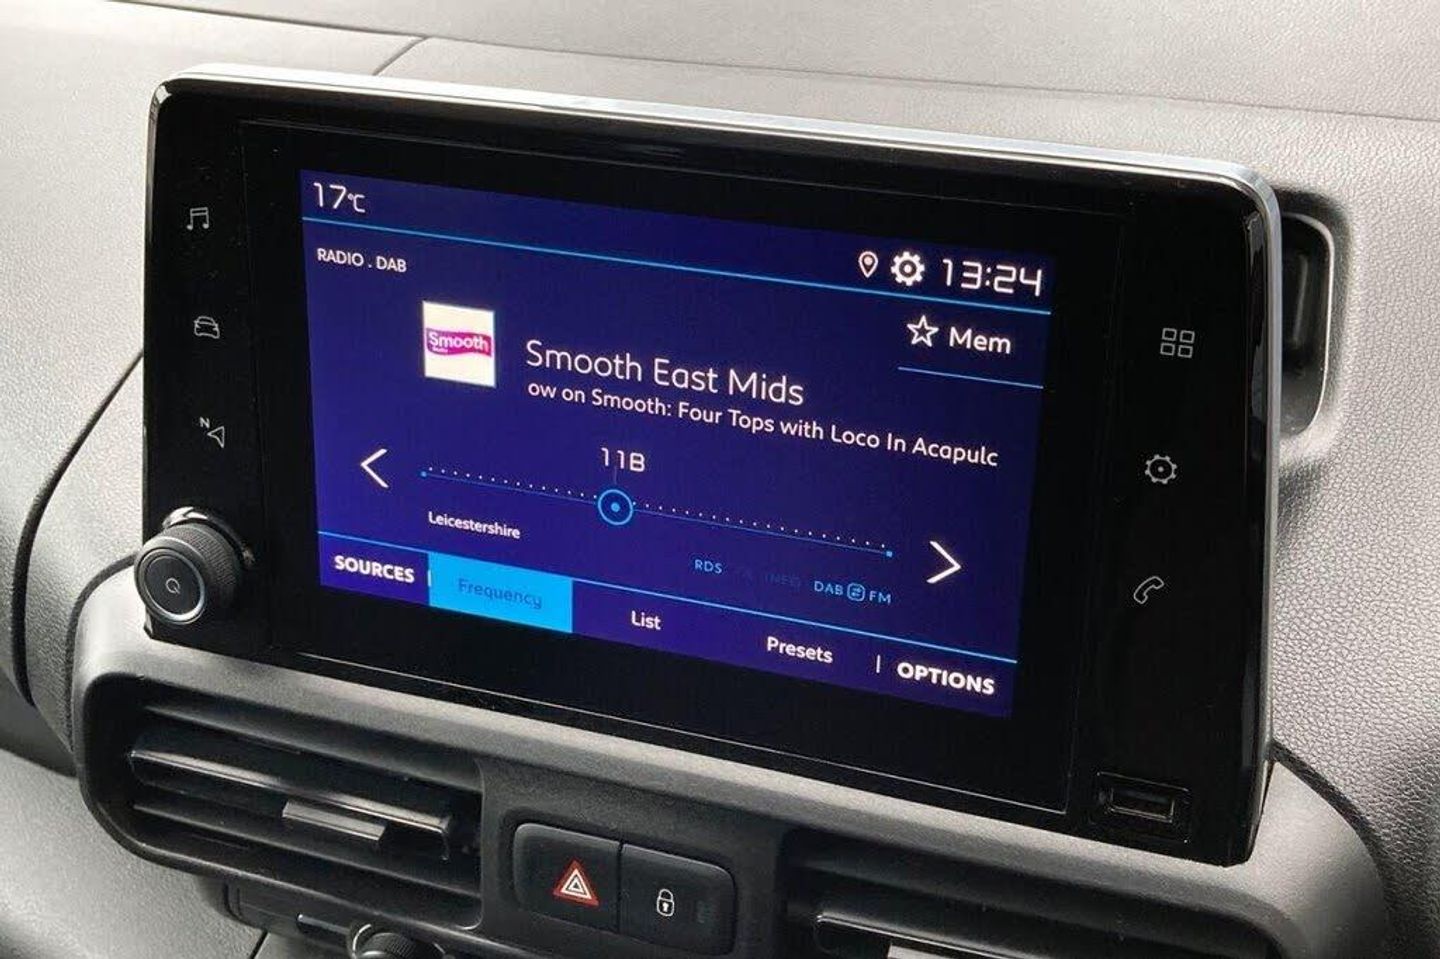 17°C
13:24
RADIO . DAB
Mem
Smooth
Smooth East Mids
ow on Smooth: Four Tops with Loco In Acapulc
11B
Leicestershire
RDS
INFO
DAB FM
SOURCES
Frequency
List
Presets
OPTIONS
N